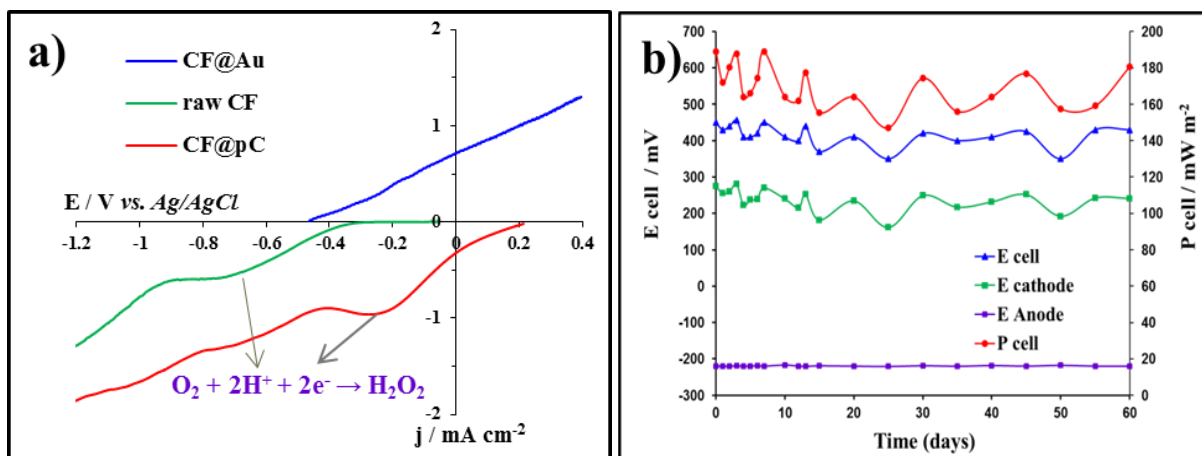 a)
CF@Au
raw CF
CF@pC
E / V vs. Ag/AgCl
2
1
0
-1
-2
-1.2 -1 -0.8 -0.6 -0.4 -0.2 0 0.2 0.4
O₂ + 2H⁺ + 2e⁻ → H₂O₂
j / mA cm⁻²
b)
E cell / mV
700
600
500
400
300
200
100
0
-100
-200
-300
P cell / mW m⁻²
200
180
160
140
120
100
80
60
40
20
0
E cell
E cathode
E Anode
P cell
0 10 20 30 40 50 60
Time (days)